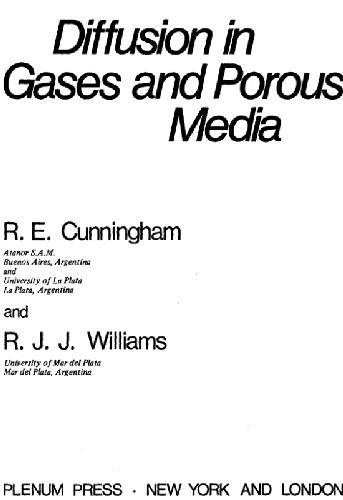 Diffusion in
Gases and Porous
Media
R. E. Cunningham
Atanor S.A.M.
Buenos Aires, Argentina
and
University of La Plata
La Plata, Argentina
and
R. J. J. Williams
University of Mar del Plata
Mar del Plata, Argentina
PLENUM PRESS · NEW YORK AND LONDON